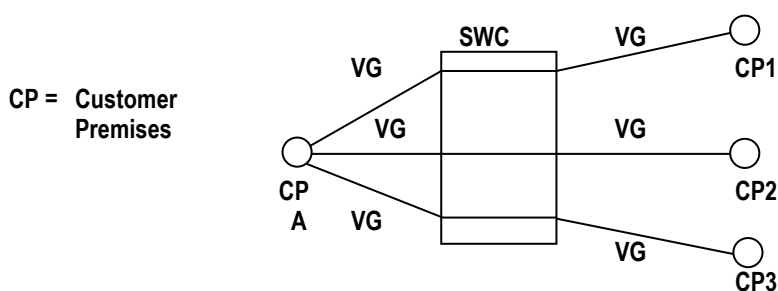 SWC
VG
VG
CP1
CP = Customer
Premises
VG
VG
VG
CP
A
CP2
VG
VG
CP3